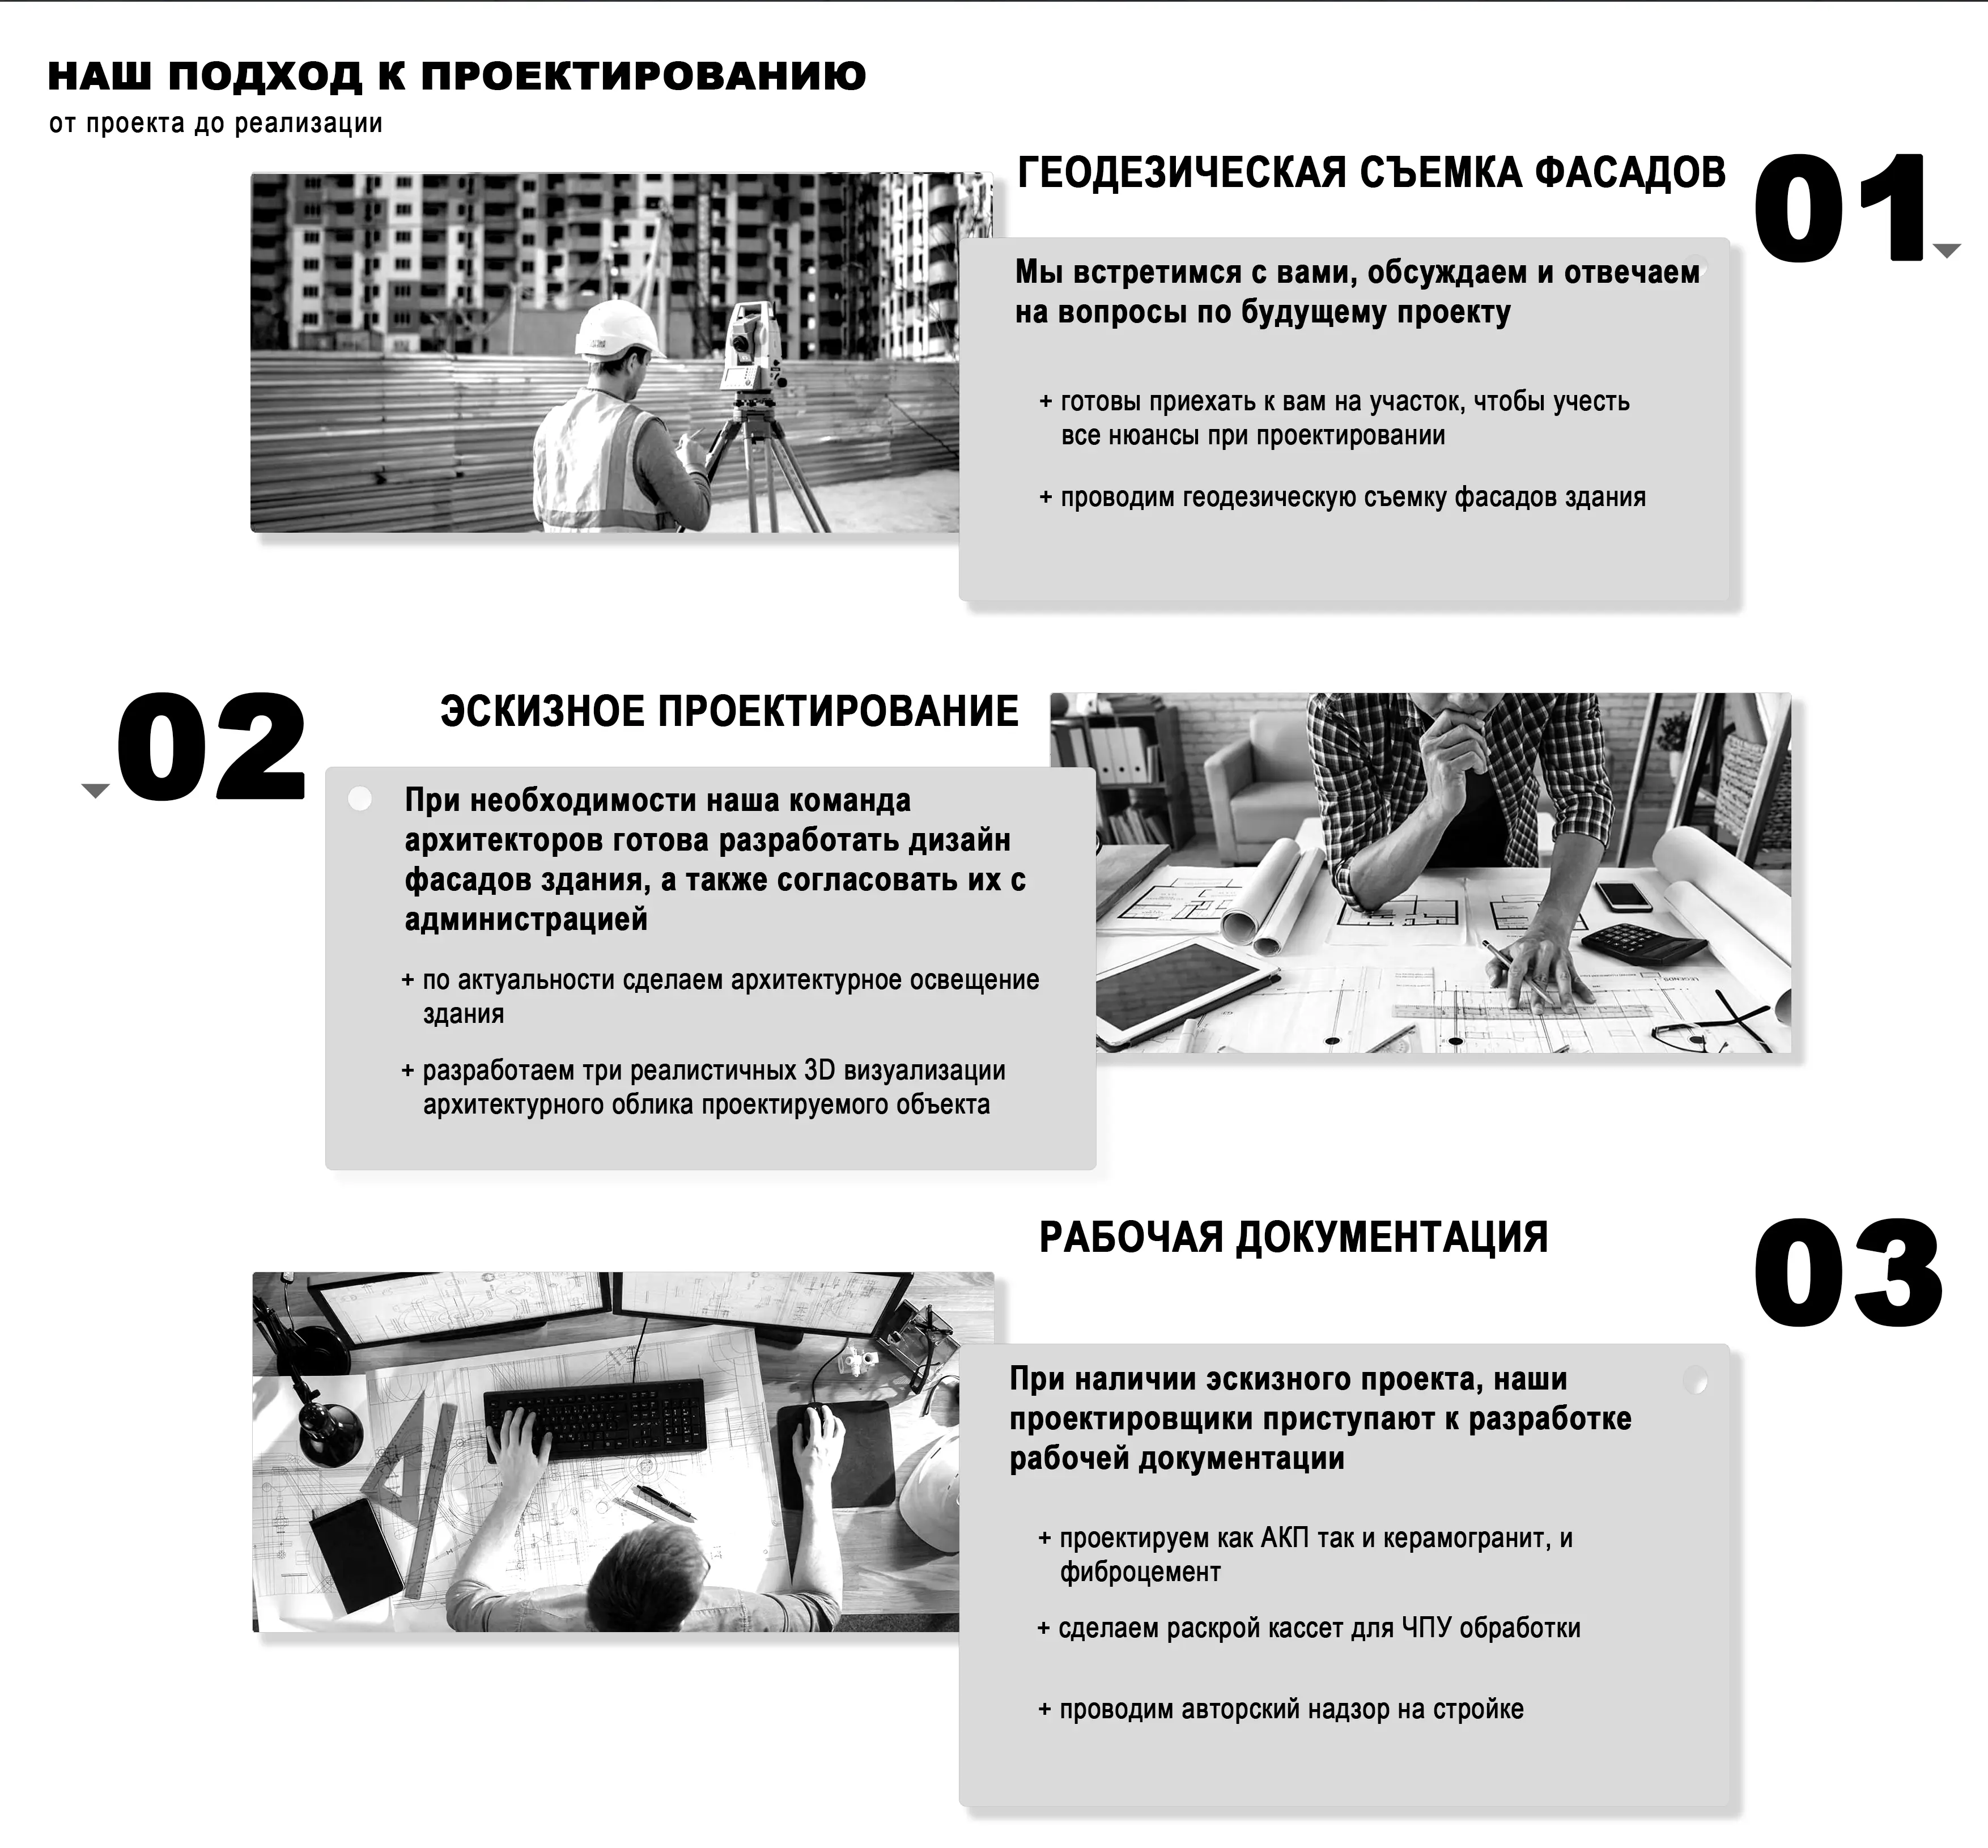 НАШ ПОДХОД К ПРОЕКТИРОВАНИЮ
от проекта до реализации
ГЕОДЕЗИЧЕСКАЯ СЪЕМКА ФАСАДОВ
01
Мы встретимся с вами, обсуждаем и отвечаем
на вопросы по будущему проекту
+ готовы приехать к вам на участок, чтобы учесть
все нюансы при проектировании
+ проводим геодезическую съемку фасадов здания
02
ЭСКИЗНОЕ ПРОЕКТИРОВАНИЕ
При необходимости наша команда
архитекторов готова разработать дизайн
фасадов здания, а также согласовать их с
администрацией
+ по актуальности сделаем архитектурное освещение
здания
+ разработаем три реалистичных 3D визуализации
архитектурного облика проектируемого объекта
РАБОЧАЯ ДОКУМЕНТАЦИЯ
03
При наличии эскизного проекта, наши
проектировщики приступают к разработке
рабочей документации
+ проектируем как АКП так и керамогранит, и
фиброцемент
+ сделаем раскрой кассет для ЧПУ обработки
+ проводим авторский надзор на стройке